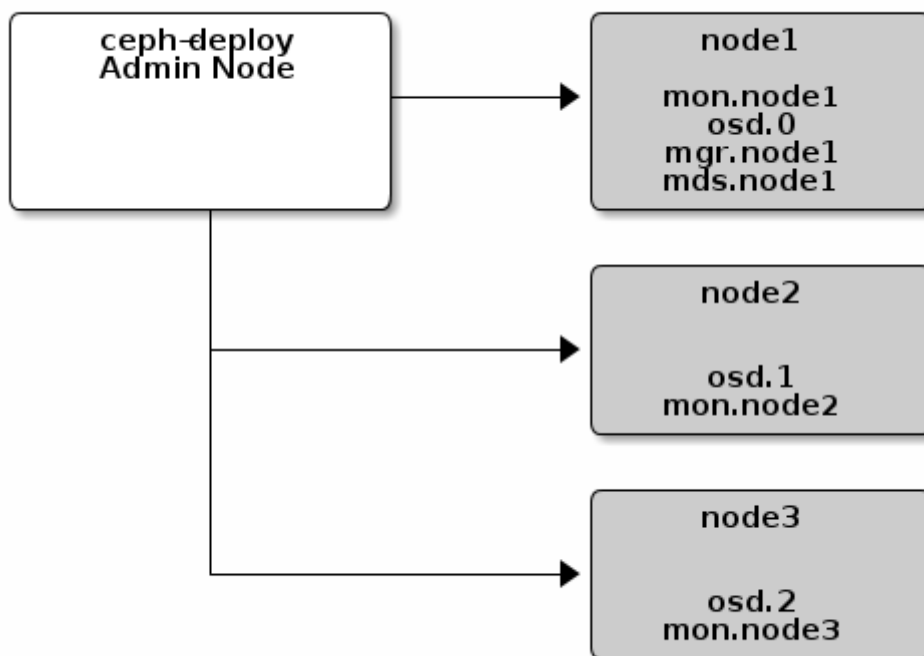 ceph-deploy
Admin Node
node1
mon.node1
osd.0
mgr.node1
mds.node1
node2
osd.1
mon.node2
node3
osd.2
mon.node3